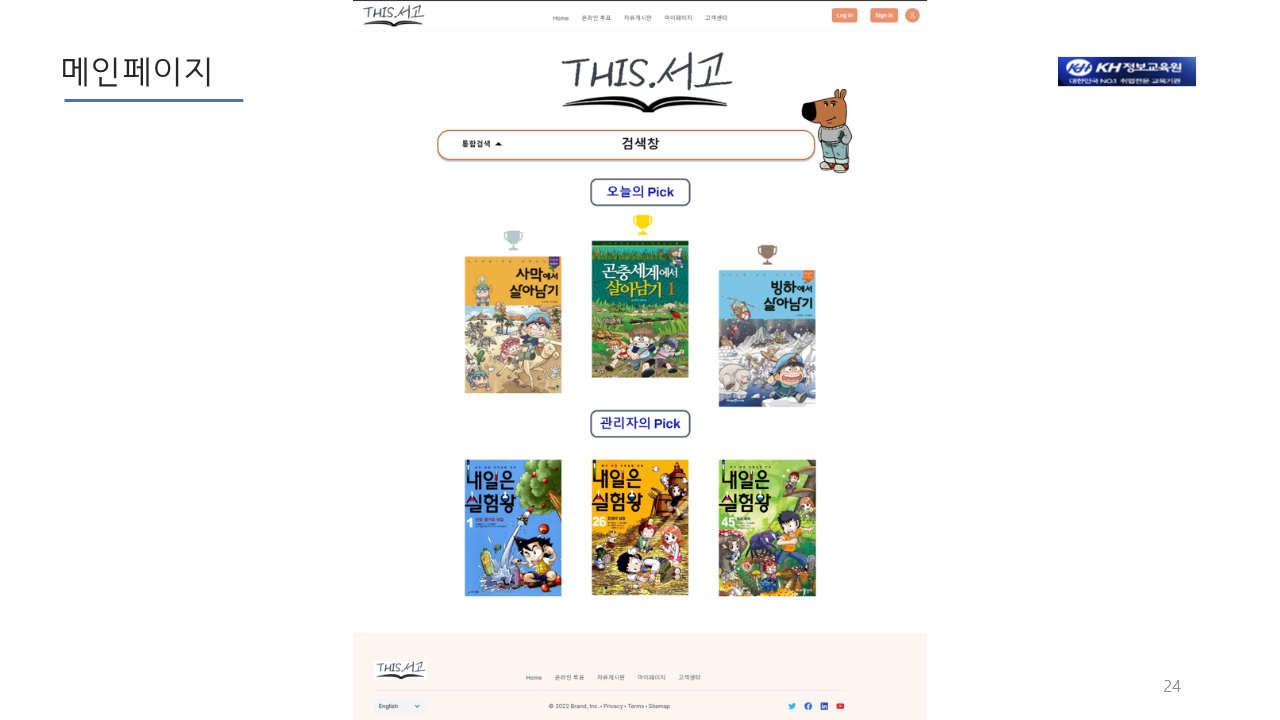 메인페이지
KH 정보교육원
대한민국 NO.1 취업전문 교육기관
THIS.서고
Home 온라인 투표 자유게시판 마이페이지 고객센터
Log In Sign In
THIS.서고
통합검색 검색창
오늘의 Pick
사막에서
살아남기
곤충세계에서
살아남기 1
빙하에서
살아남기
관리자의 Pick
내일은
실험왕
1
내일은
실험왕
26
내일은
실험왕
45
THIS.서고
Home 온라인 투표 자유게시판 마이페이지 고객센터
English
© 2022 Brand, Inc. • Privacy • Terms • Sitemap
24